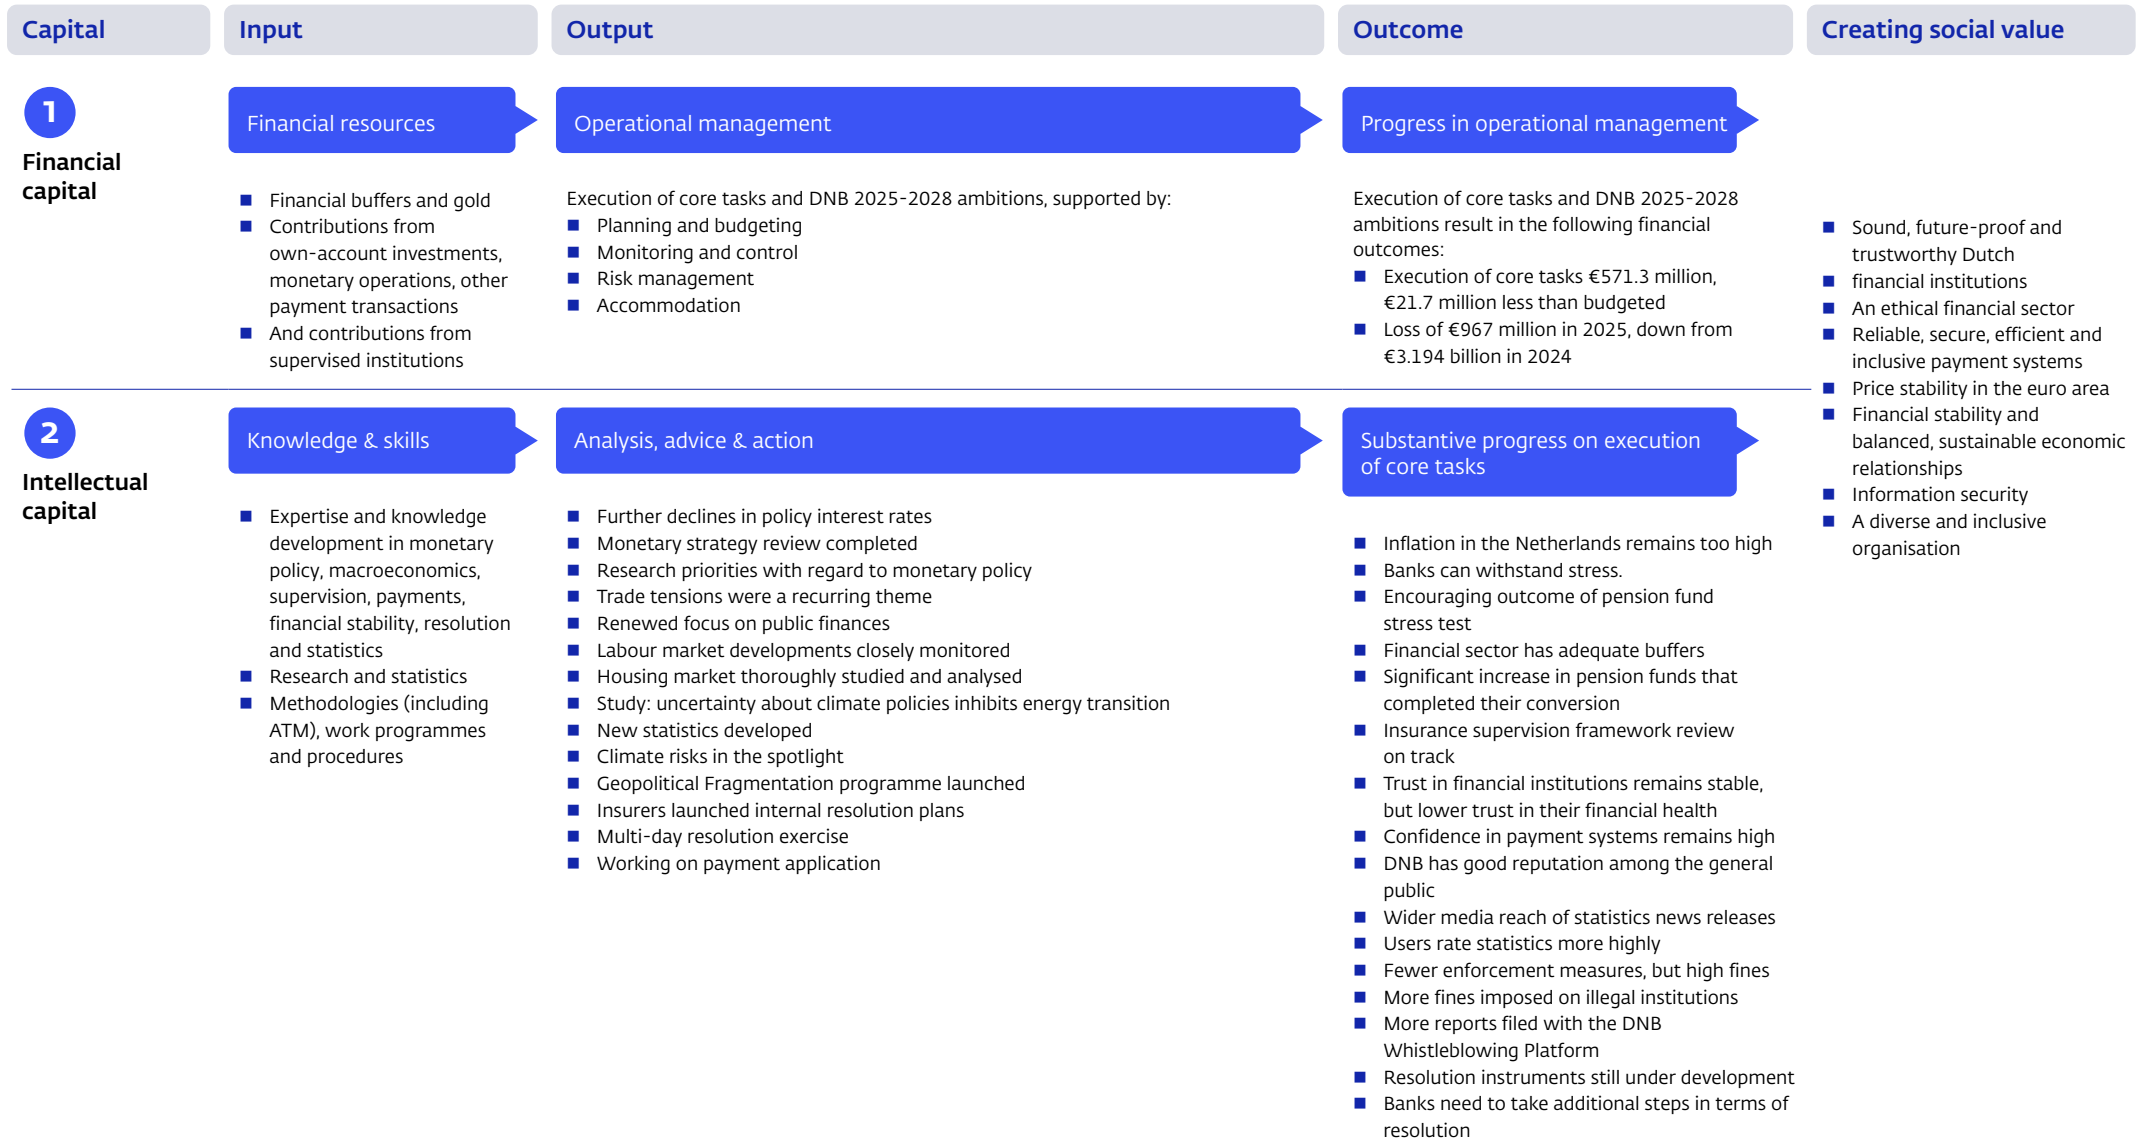 Capital
Input
Output
Outcome
Creating social value
1
Financial
capital
Financial resources
■ Financial buffers and gold
■ Contributions from
own-account investments,
monetary operations, other
payment transactions
■ And contributions from
supervised institutions
Operational management
Execution of core tasks and DNB 2025-2028 ambitions, supported by:
■ Planning and budgeting
■ Monitoring and control
■ Risk management
■ Accommodation
Progress in operational management
Execution of core tasks and DNB 2025-2028
ambitions result in the following financial
outcomes:
■ Execution of core tasks €571.3 million,
€21.7 million less than budgeted
■ Loss of €967 million in 2025, down from
€3.194 billion in 2024
2
Intellectual
capital
Knowledge & skills
■ Expertise and knowledge
development in monetary
policy, macroeconomics,
supervision, payments,
financial stability, resolution
and statistics
■ Research and statistics
■ Methodologies (including
ATM), work programmes
and procedures
Analysis, advice & action
■ Further declines in policy interest rates
■ Monetary strategy review completed
■ Research priorities with regard to monetary policy
■ Trade tensions were a recurring theme
■ Renewed focus on public finances
■ Labour market developments closely monitored
■ Housing market thoroughly studied and analysed
■ Study: uncertainty about climate policies inhibits energy transition
■ New statistics developed
■ Climate risks in the spotlight
■ Geopolitical Fragmentation programme launched
■ Insurers launched internal resolution plans
■ Multi-day resolution exercise
■ Working on payment application
Substantive progress on execution
of core tasks
■ Inflation in the Netherlands remains too high
■ Banks can withstand stress.
■ Encouraging outcome of pension fund
stress test
■ Financial sector has adequate buffers
■ Significant increase in pension funds that
completed their conversion
■ Insurance supervision framework review
on track
■ Trust in financial institutions remains stable,
but lower trust in their financial health
■ Confidence in payment systems remains high
■ DNB has good reputation among the general
public
■ Wider media reach of statistics news releases
■ Users rate statistics more highly
■ Fewer enforcement measures, but high fines
■ More fines imposed on illegal institutions
■ More reports filed with the DNB
Whistleblowing Platform
■ Resolution instruments still under development
■ Banks need to take additional steps in terms of
resolution
■ Sound, future-proof and
trustworthy Dutch
■ financial institutions
■ An ethical financial sector
■ Reliable, secure, efficient and
inclusive payment systems
■ Price stability in the euro area
■ Financial stability and
balanced, sustainable economic
relationships
■ Information security
■ A diverse and inclusive
organisation